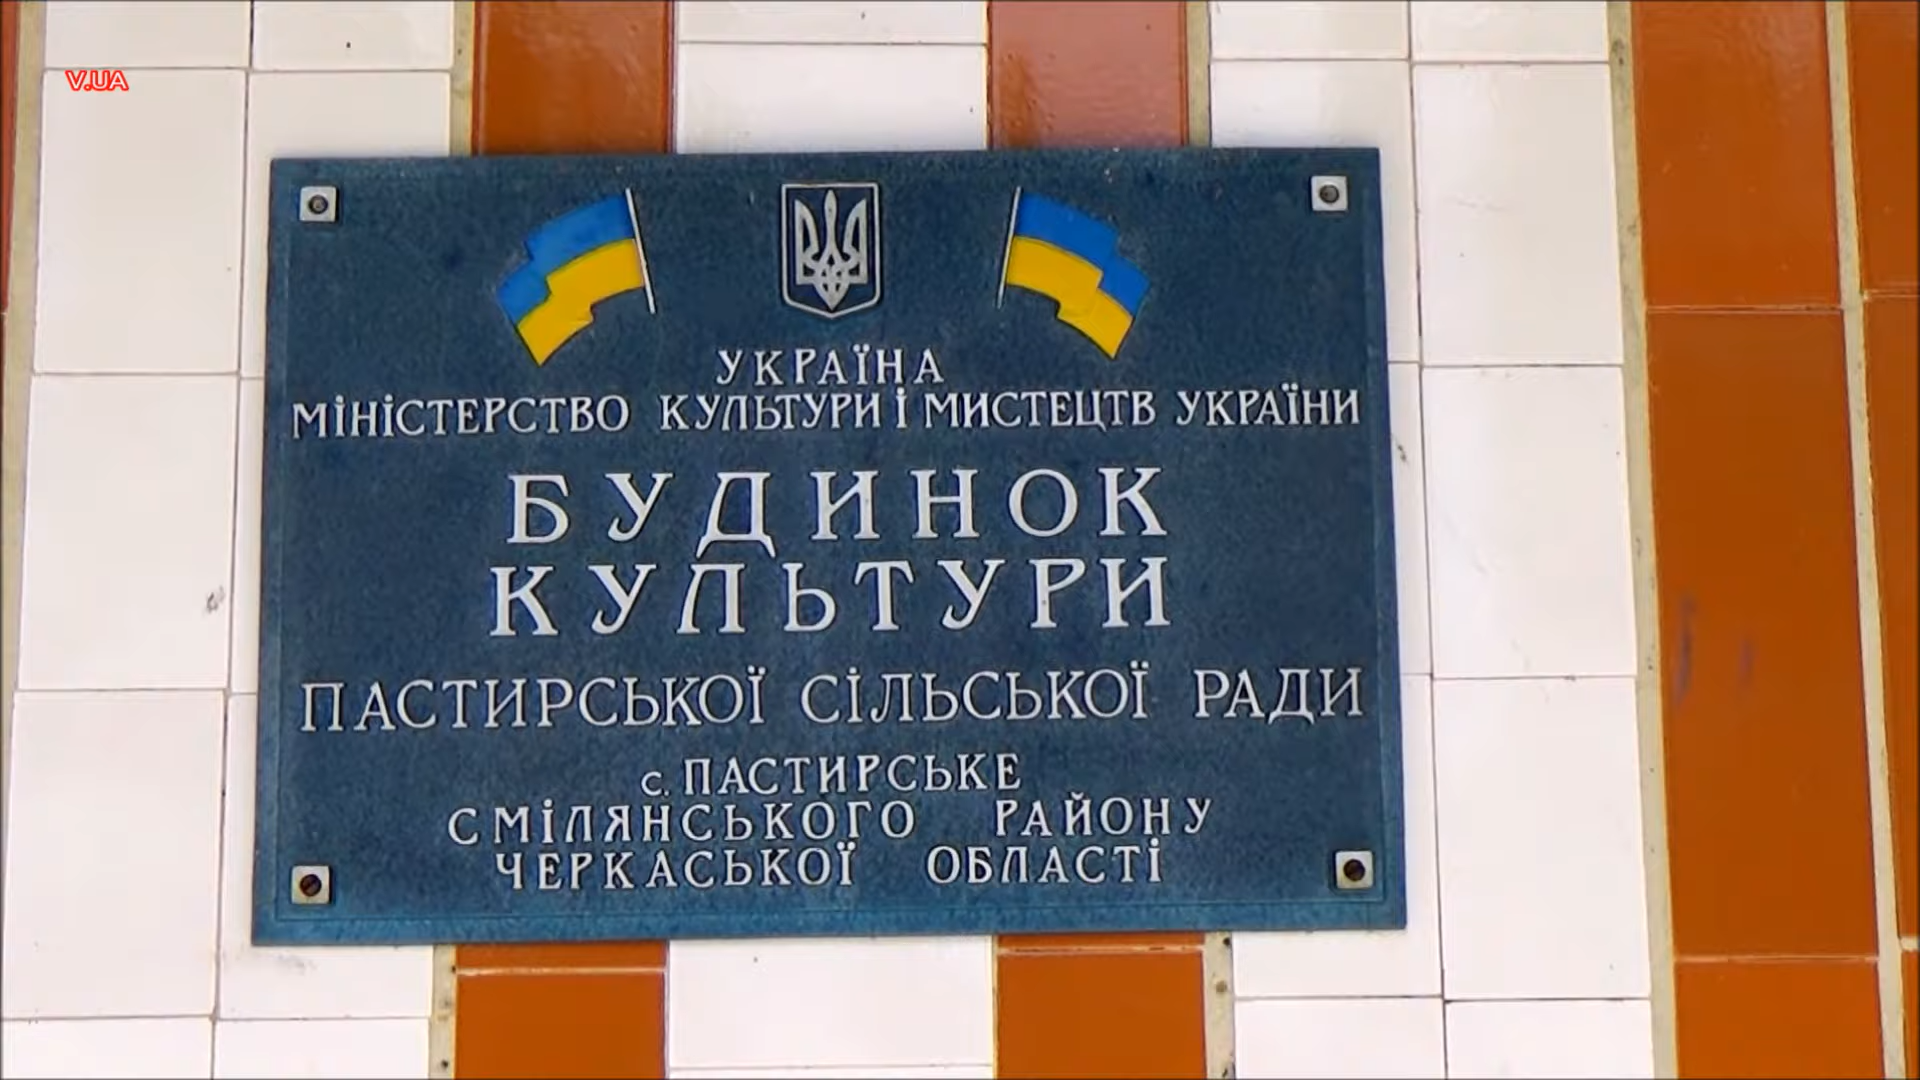 V.UA
УКРАЇНА
МІНІСТЕРСТВО КУЛЬТУРИ І МИСТЕЦТВ УКРАЇНИ
БУДИНОК
КУЛЬТУРИ
ПАСТИРСЬКОЇ СІЛЬСЬКОЇ РАДИ
с. ПАСТИРСЬКЕ
СМІЛЯНСЬКОГО РАЙОНУ
ЧЕРКАСЬКОЇ ОБЛАСТІ